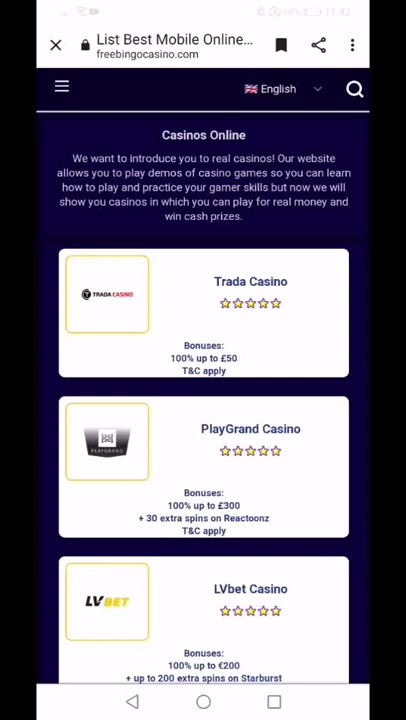 List Best Mobile Online...
freebingocasino.com
English
Casinos Online
We want to introduce you to real casinos! Our website
allows you to play demos of casino games so you can learn
how to play and practice your gamer skills but now we will
show you casinos in which you can play for real money and
win cash prizes.
TRADA CASINO
Trada Casino
Bonuses:
100% up to £50
T&C apply
PLAYGRAND
PlayGrand Casino
Bonuses:
100% up to £300
+ 30 extra spins on Reactoonz
T&C apply
LVBET
LVbet Casino
Bonuses:
100% up to €200
+ up to 200 extra spins on Starburst